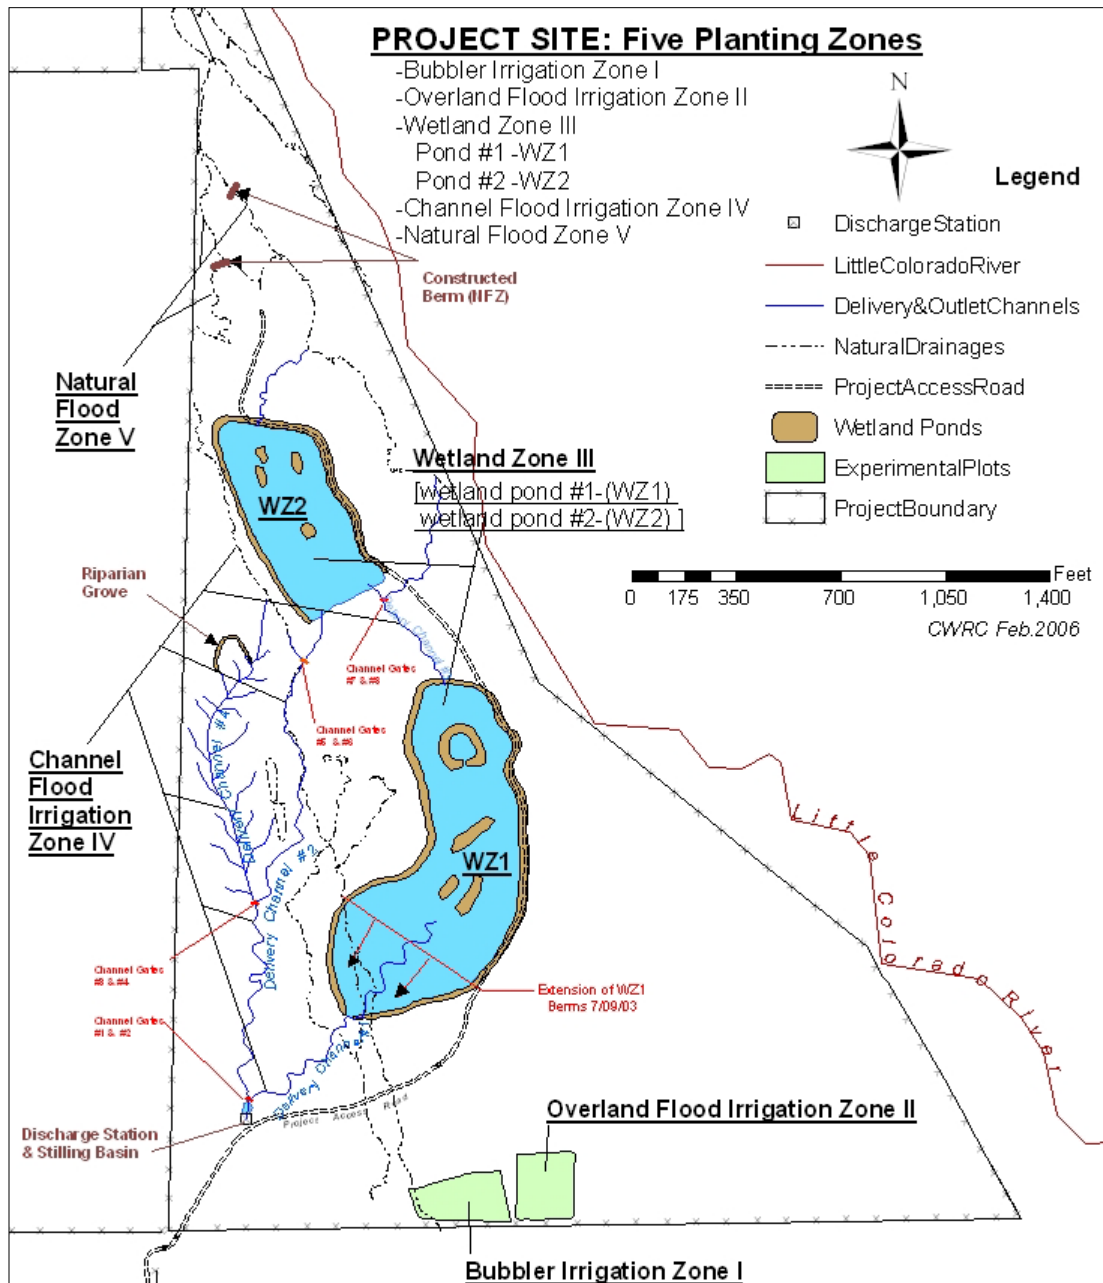 PROJECT SITE: Five Planting Zones
-Bubbler Irrigation Zone I
-Overland Flood Irrigation Zone II
-Wetland Zone III
Pond #1 -WZ1
Pond #2 -WZ2
-Channel Flood Irrigation Zone IV
-Natural Flood Zone V
N
Legend
DischargeStation
LittleColoradoRiver
Delivery&OutletChannels
NaturalDrainages
ProjectAccessRoad
Wetland Ponds
ExperimentalPlots
ProjectBoundary
Feet
0 175 350 700 1,050 1,400
CWRC Feb.2006
Constructed
Berm (NFZ)
Natural
Flood
Zone V
Wetland Zone III
[wetland pond #1-(WZ1)
wetland pond #2-(WZ2) ]
WZ2
Riparian
Grove
Channel Gates
#7 & #8
Channel Gates
#5 & #6
Channel
Flood
Irrigation
Zone IV
Delivery Channel #4
WZ1
Delivery Channel #2
Little Colorado River
Channel Gates
#3 & #4
Extension of WZ1
Berms 7/09/03
Channel Gates
#1 & #2
Delivery Channel
Project Access Road
Discharge Station
& Stilling Basin
Overland Flood Irrigation Zone II
Bubbler Irrigation Zone I